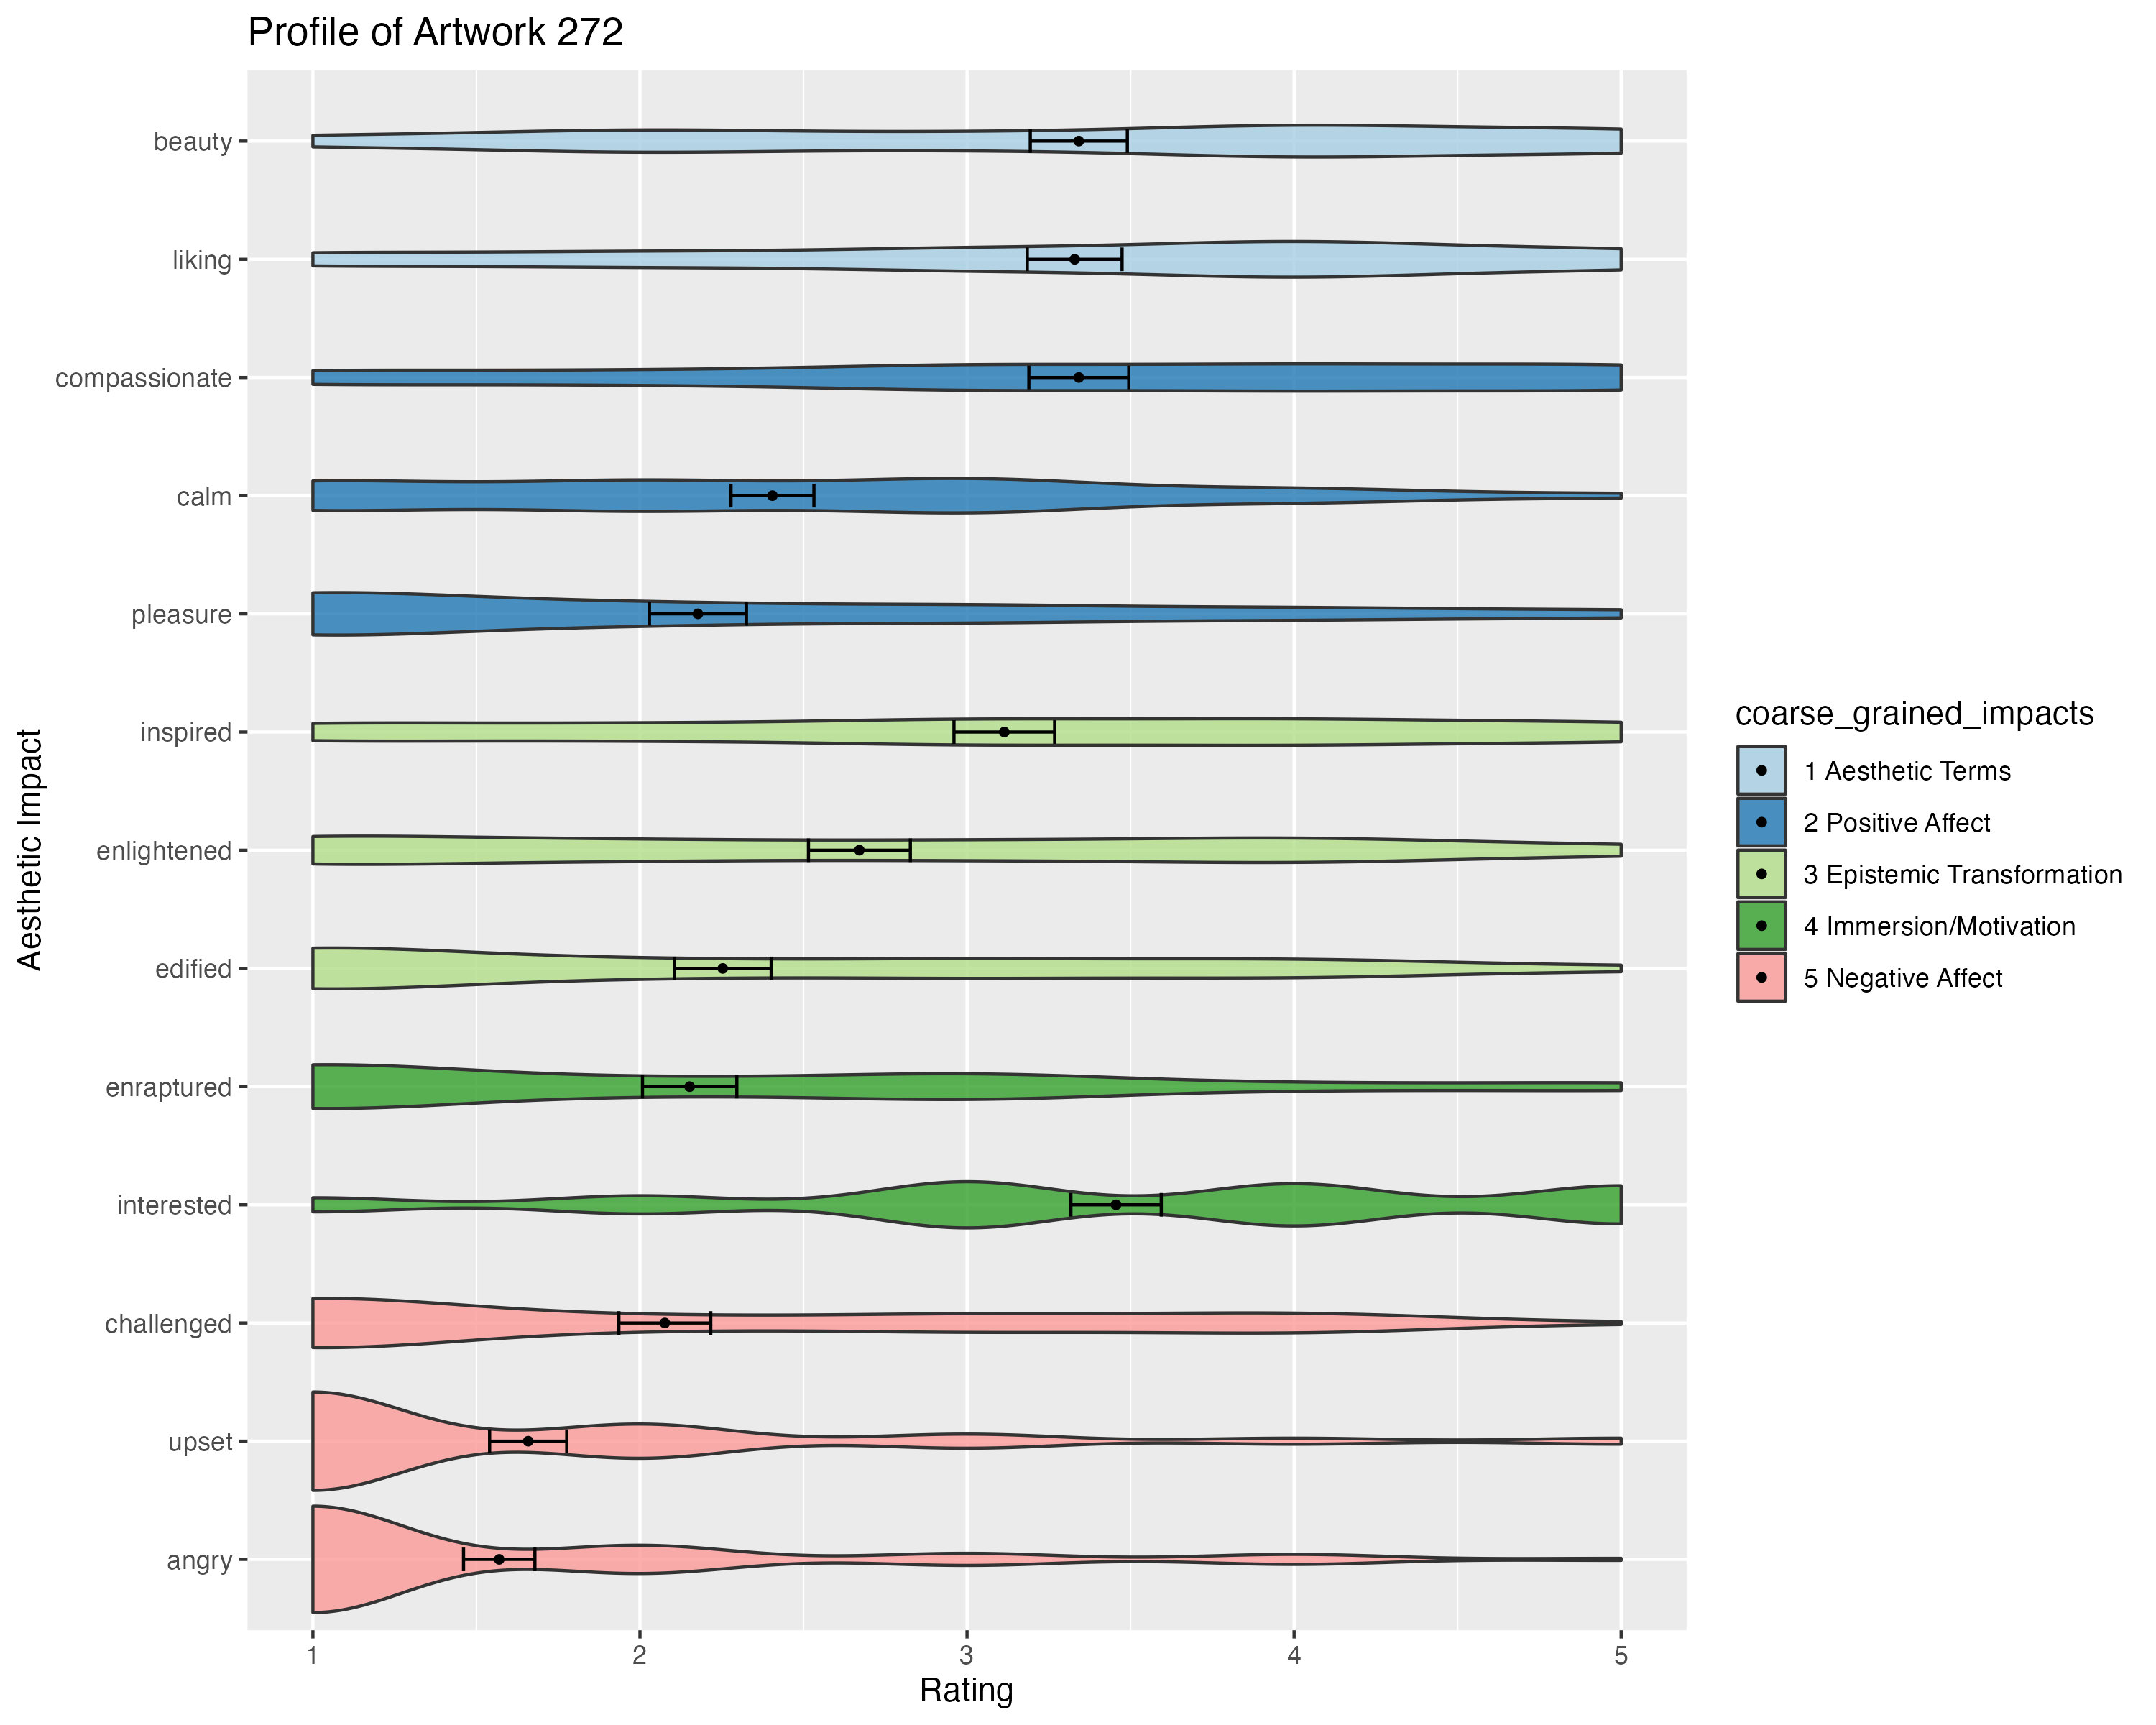 Profile of Artwork 272
Aesthetic Impact
beauty
liking
compassionate
calm
pleasure
inspired
enlightened
edified
enraptured
interested
challenged
upset
angry
1 2 3 4 5
Rating
coarse_grained_impacts
1 Aesthetic Terms
2 Positive Affect
3 Epistemic Transformation
4 Immersion/Motivation
5 Negative Affect